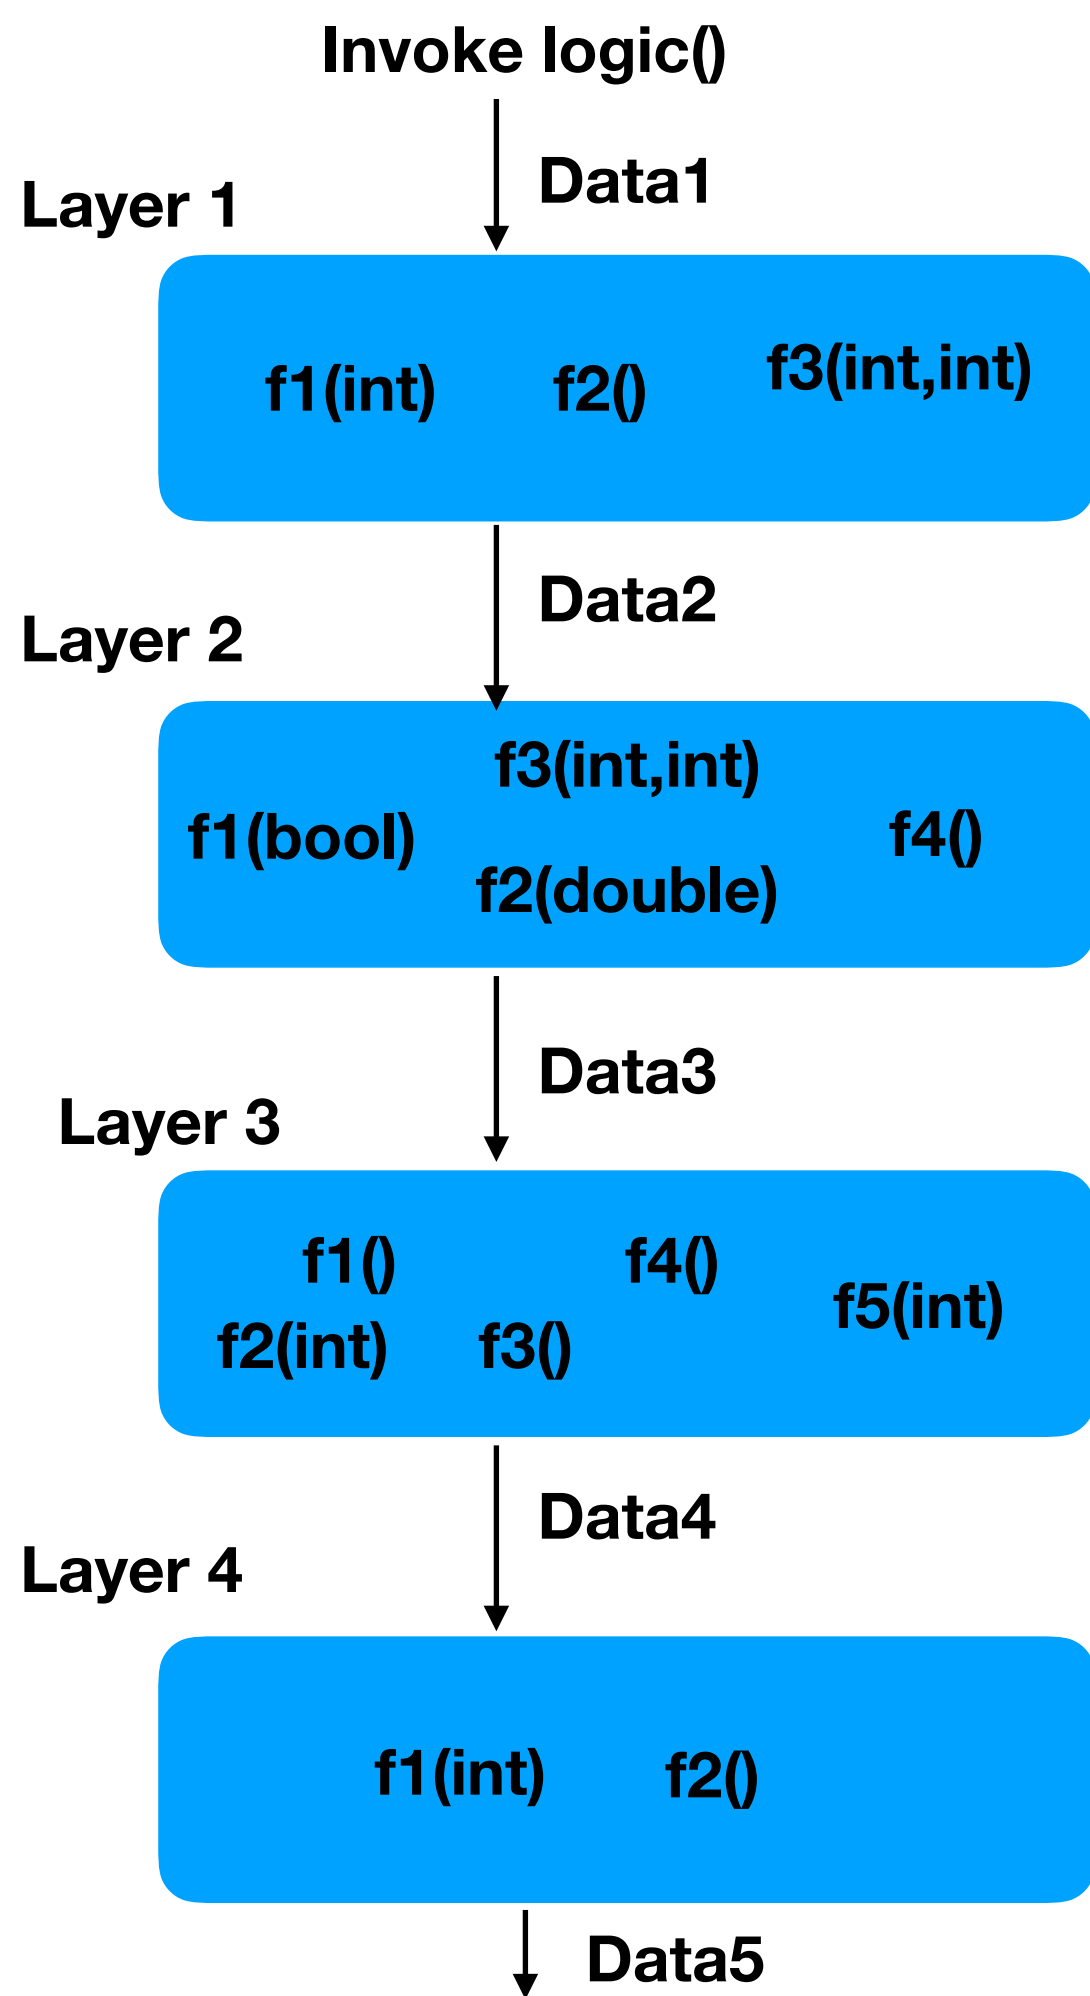 Invoke logic()
Data1
Layer 1
f1(int) f2() f3(int,int)
Data2
Layer 2
f3(int,int)
f1(bool) f4()
f2(double)
Data3
Layer 3
f1() f4()
f5(int)
f2(int) f3()
Data4
Layer 4
f1(int) f2()
Data5